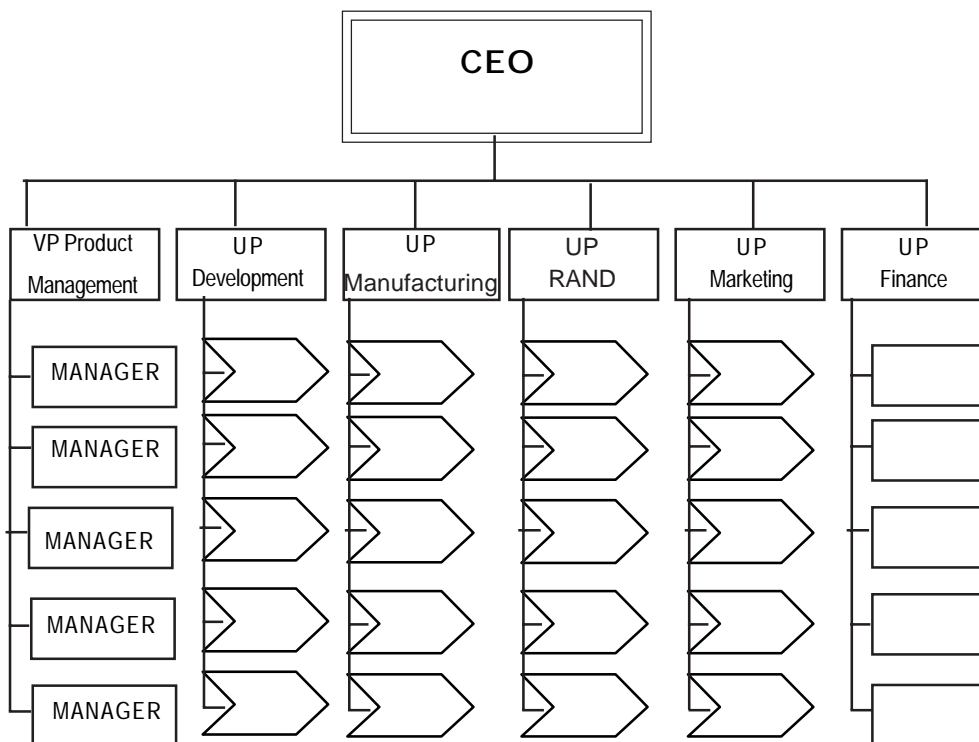 CEO
VP Product
Management
UP
Development
UP
Manufacturing
UP
RAND
UP
Marketing
UP
Finance
MANAGER
MANAGER
MANAGER
MANAGER
MANAGER